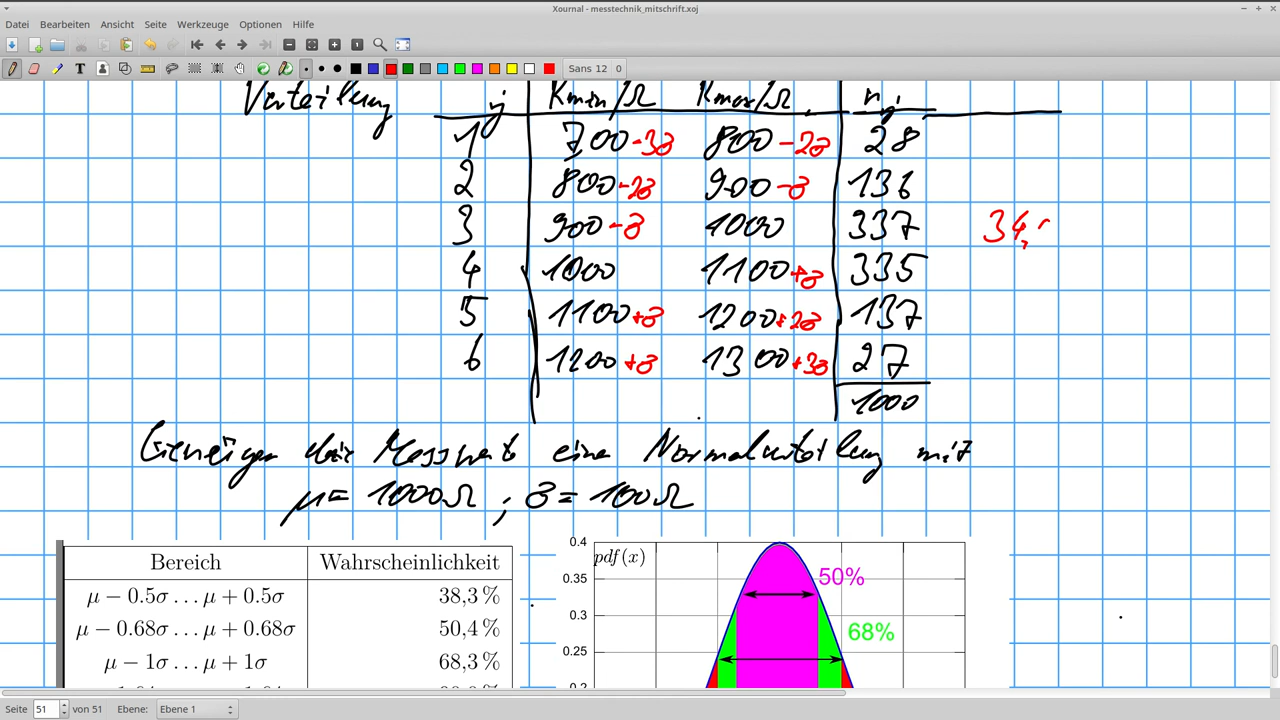 Xournal - messtechnik_mitschrift.xoj
Datei Bearbeiten Ansicht Seite Werkzeuge Optionen Hilfe
Sans 12 0
Verteilung j Rmin/Ω Rmax/Ω nj
1 700-3σ 800-2σ 28
2 800-2σ 900-σ 136
3 900-σ 1000 337 34,
4 1000 1100+σ 335
5 1100+σ 1200+2σ 137
6 1200+σ 1300+3σ 27
1000
Genügen die Messwerte einer Normalverteilung mit
μ = 1000Ω ; σ = 100Ω
Bereich Wahrscheinlichkeit
μ − 0.5σ … μ + 0.5σ 38,3 %
μ − 0.68σ … μ + 0.68σ 50,4 %
μ − 1σ … μ + 1σ 68,3 %
0.4 pdf(x)
0.35 50%
0.3 68%
0.25
0.2
Seite 51 von 51 Ebene: Ebene 1